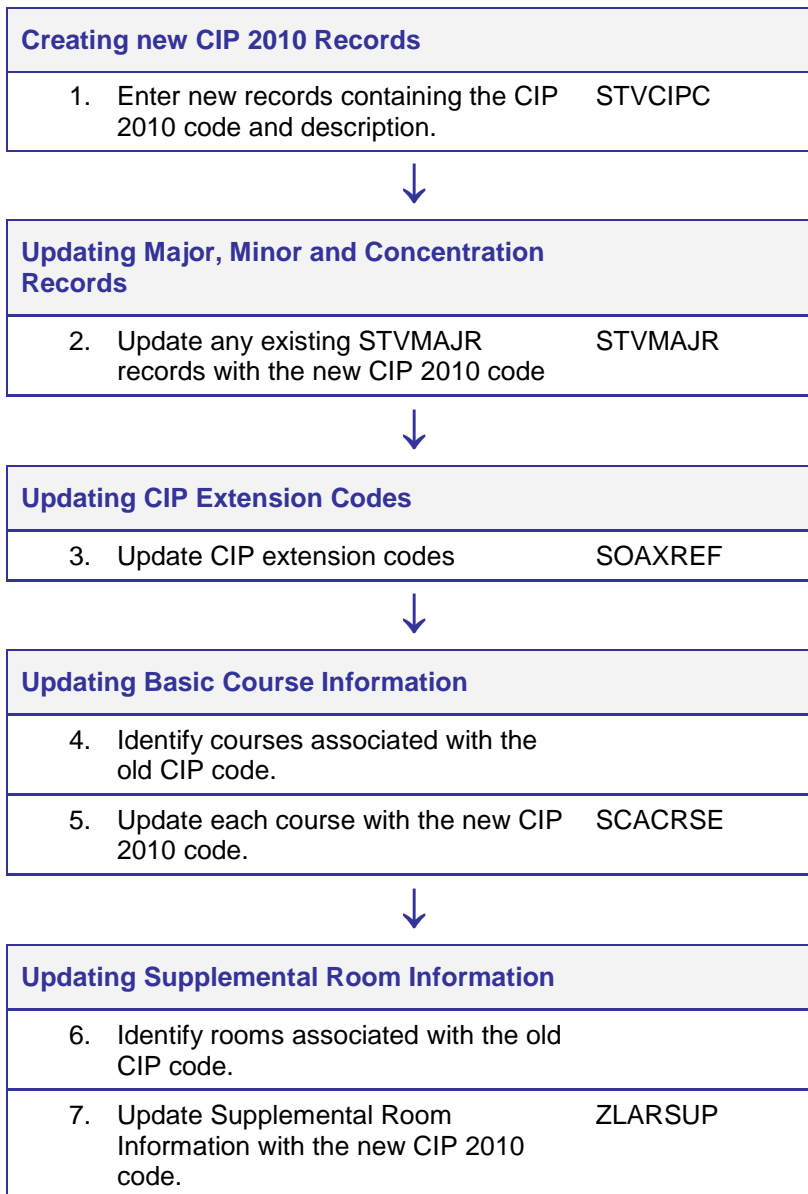 Creating new CIP 2010 Records
1. Enter new records containing the CIP STVCIPC
2010 code and description.
↓
Updating Major, Minor and Concentration
Records
2. Update any existing STVMAJR STVMAJR
records with the new CIP 2010 code
↓
Updating CIP Extension Codes
3. Update CIP extension codes SOAXREF
↓
Updating Basic Course Information
4. Identify courses associated with the
old CIP code.
5. Update each course with the new CIP SCACRSE
2010 code.
↓
Updating Supplemental Room Information
6. Identify rooms associated with the old
CIP code.
7. Update Supplemental Room ZLARSUP
Information with the new CIP 2010
code.